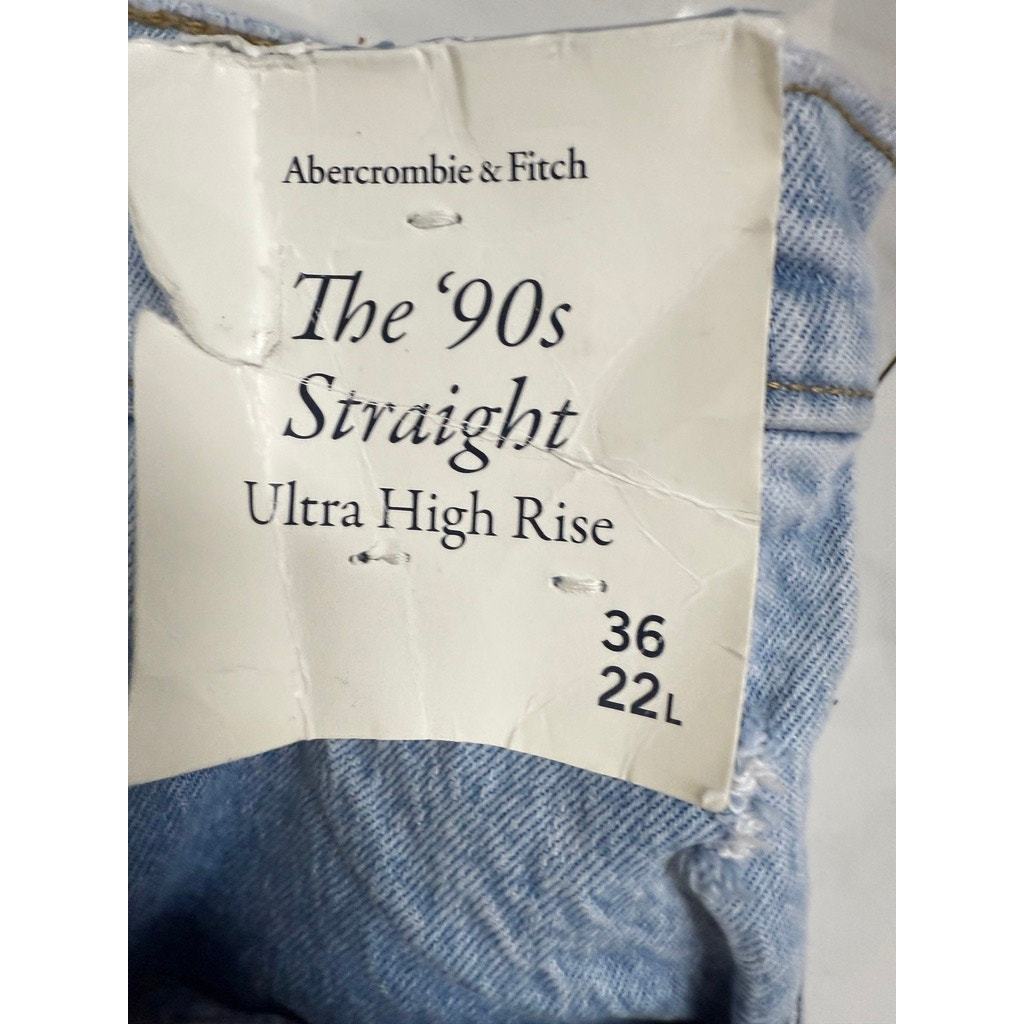 Abercrombie & Fitch
The ‘90s
Straight
Ultra High Rise
36
22L